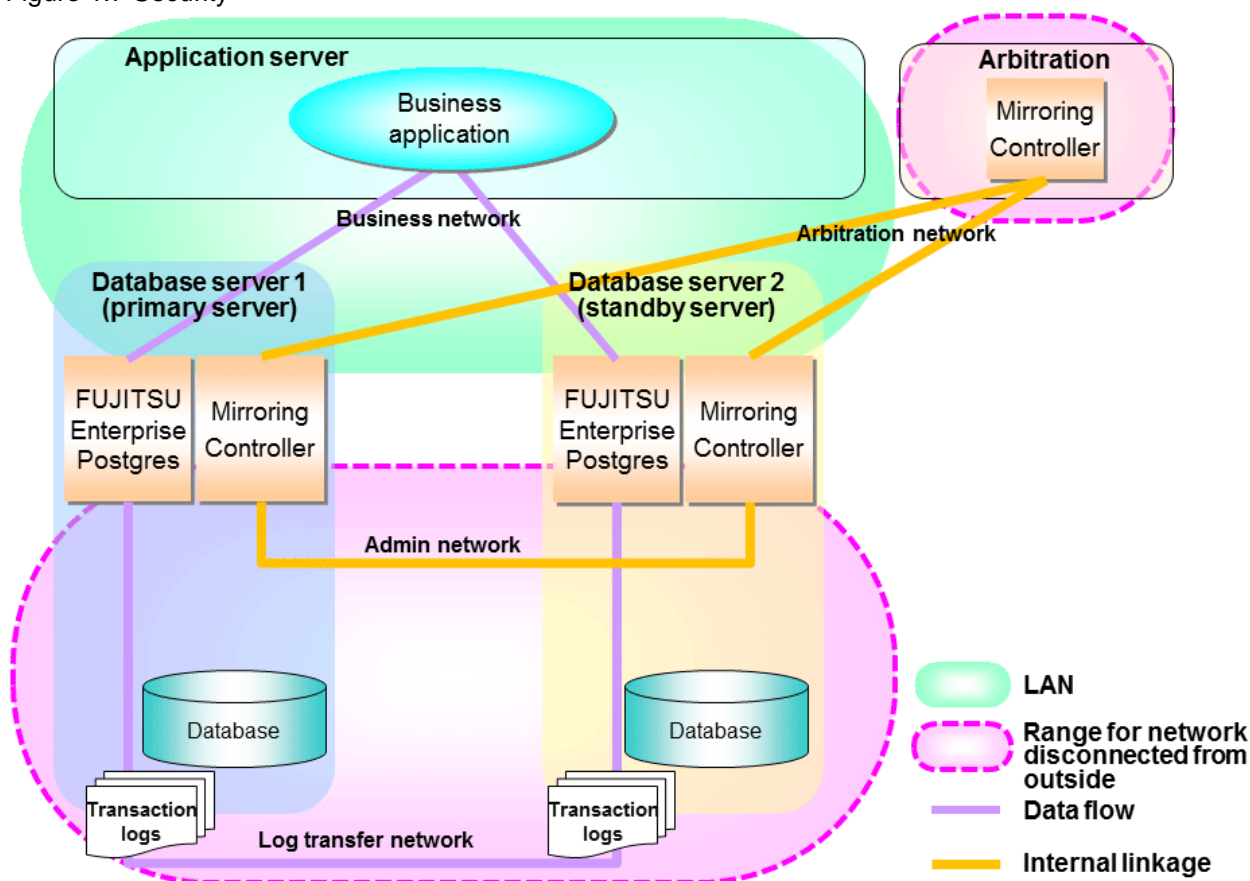 Application server
Business
application
Arbitration
Mirroring
Controller
Business network
Arbitration network
Database server 1
(primary server)
Database server 2
(standby server)
FUJITSU
Enterprise
Postgres
Mirroring
Controller
FUJITSU
Enterprise
Postgres
Mirroring
Controller
Admin network
Database
Database
Transaction
logs
Transaction
logs
Log transfer network
LAN
Range for network
disconnected from
outside
Data flow
Internal linkage